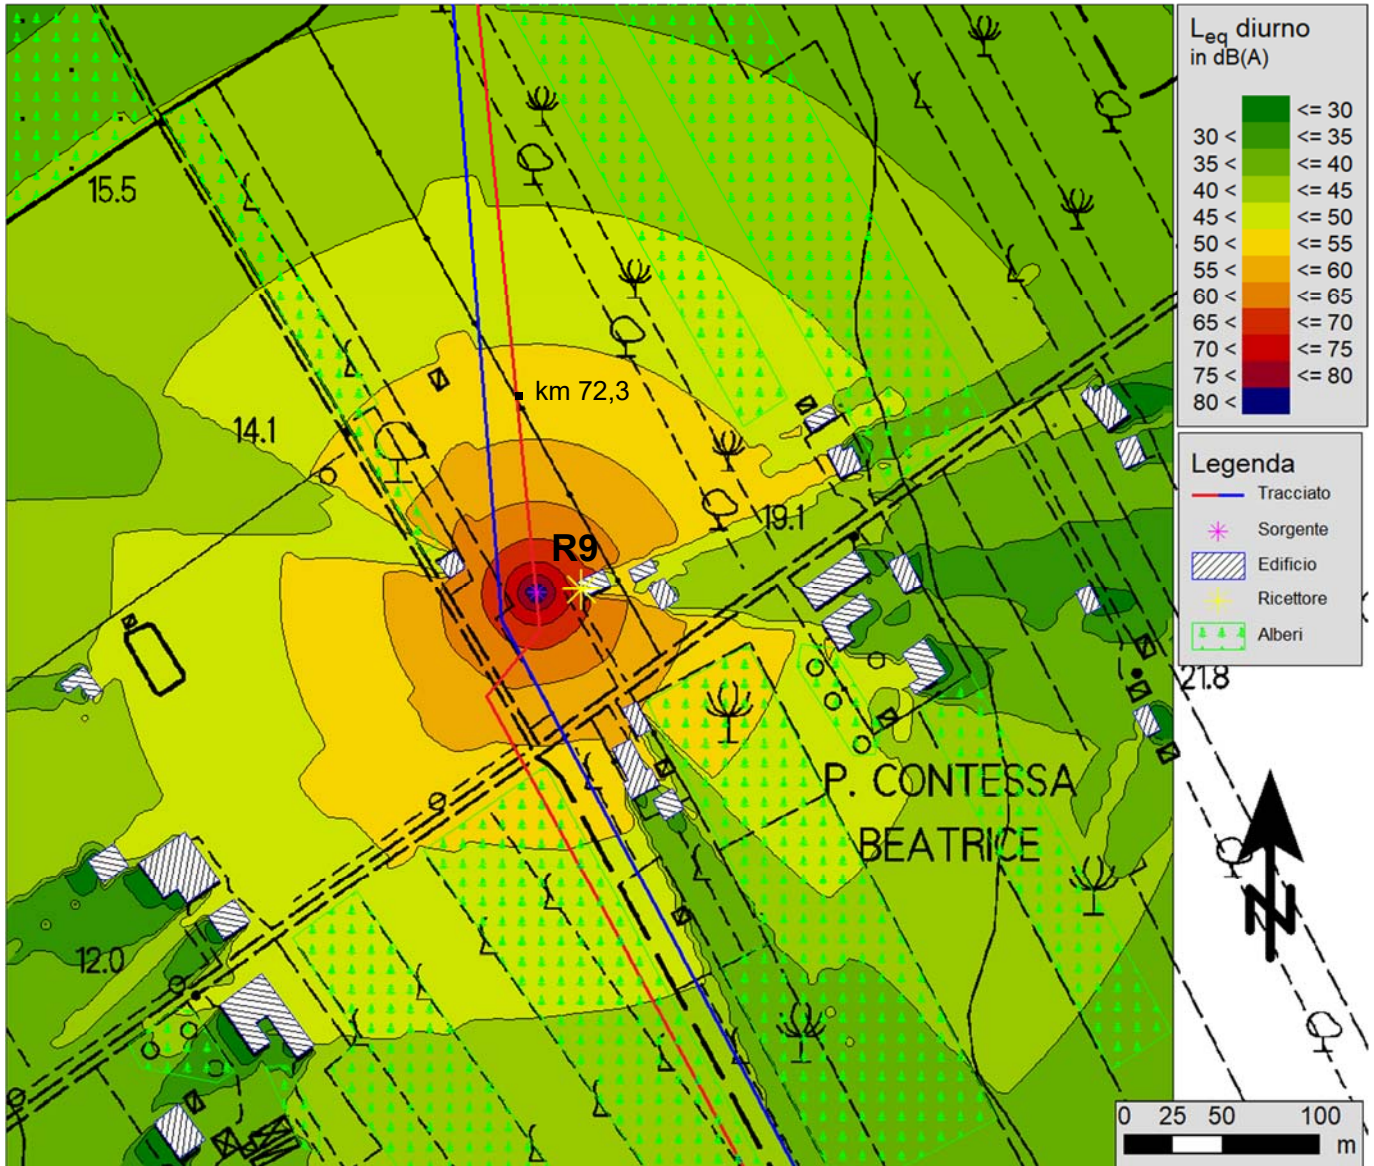 L_eq diurno
in dB(A)
<= 30
30 < <= 35
35 < <= 40
40 < <= 45
45 < <= 50
50 < <= 55
55 < <= 60
60 < <= 65
65 < <= 70
70 < <= 75
75 < <= 80
80 <
15.5
km 72,3
14.1
19.1
R9
Legenda
Tracciato
Sorgente
Edificio
Ricettore
Alberi
21.8
P. CONTESSA
BEATRICE
12.0
N
0 25 50 100
m